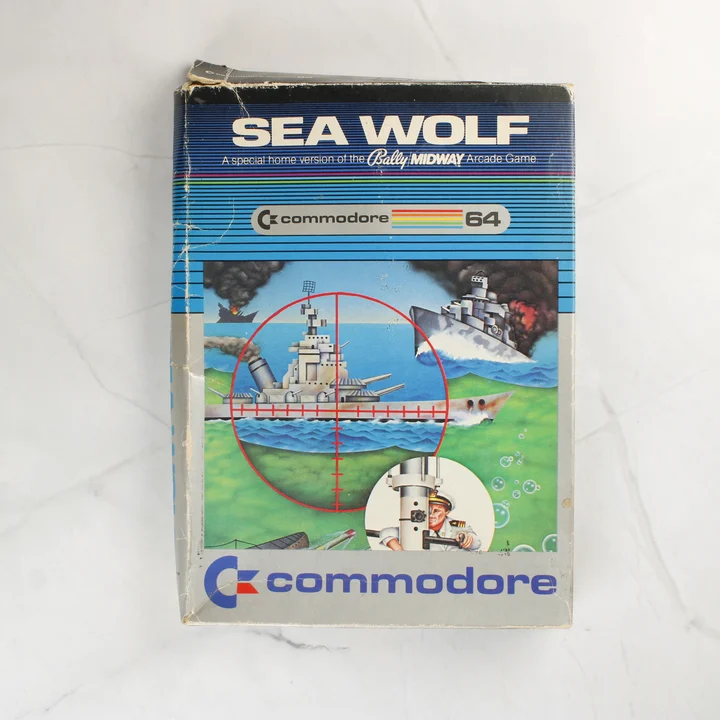 SEA WOLF
A special home version of the Bally MIDWAY Arcade Game
commodore 64
commodore